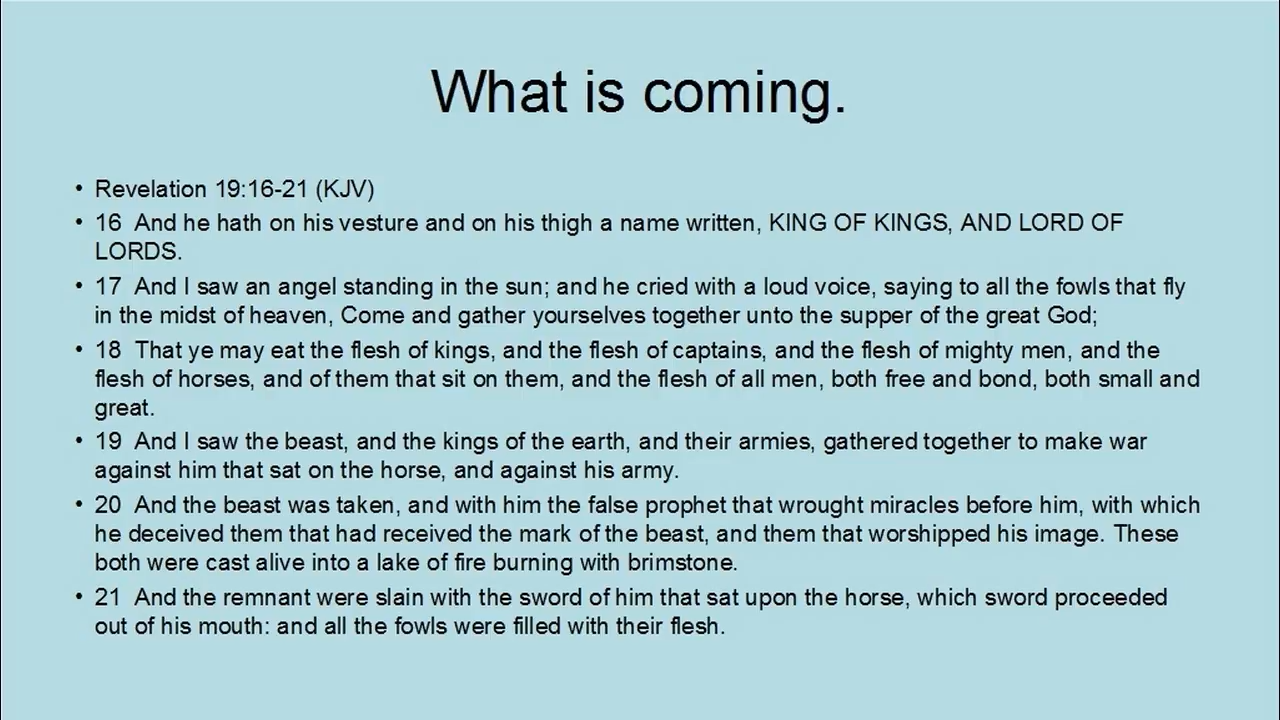 What is coming.
• Revelation 19:16-21 (KJV)
• 16  And he hath on his vesture and on his thigh a name written, KING OF KINGS, AND LORD OF
LORDS.
• 17  And I saw an angel standing in the sun; and he cried with a loud voice, saying to all the fowls that fly
in the midst of heaven, Come and gather yourselves together unto the supper of the great God;
• 18  That ye may eat the flesh of kings, and the flesh of captains, and the flesh of mighty men, and the
flesh of horses, and of them that sit on them, and the flesh of all men, both free and bond, both small and
great.
• 19  And I saw the beast, and the kings of the earth, and their armies, gathered together to make war
against him that sat on the horse, and against his army.
• 20  And the beast was taken, and with him the false prophet that wrought miracles before him, with which
he deceived them that had received the mark of the beast, and them that worshipped his image. These
both were cast alive into a lake of fire burning with brimstone.
• 21  And the remnant were slain with the sword of him that sat upon the horse, which sword proceeded
out of his mouth: and all the fowls were filled with their flesh.